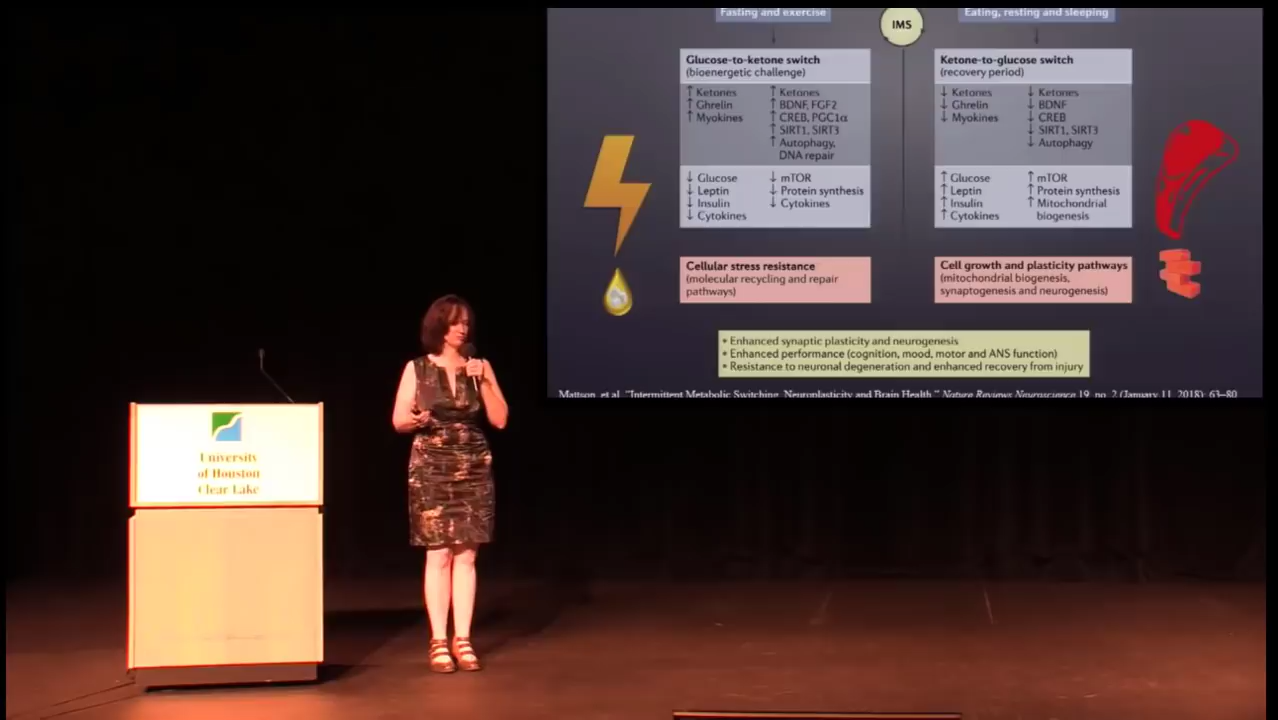 Fasting and exercise
IMS
Eating, resting and sleeping
Glucose-to-ketone switch
(bioenergetic challenge)
↑ Ketones
↑ Ghrelin
↑ Myokines
↑ Ketones
↑ BDNF, FGF2
↑ CREB, PGC1α
↑ SIRT1, SIRT3
↑ Autophagy,
DNA repair
↓ Glucose
↓ Leptin
↓ Insulin
↓ Cytokines
↓ mTOR
↓ Protein synthesis
↓ Cytokines
Cellular stress resistance
(molecular recycling and repair
pathways)
Ketone-to-glucose switch
(recovery period)
↓ Ketones
↓ Ghrelin
↓ Myokines
↓ Ketones
↓ BDNF
↓ CREB
↓ SIRT1, SIRT3
↓ Autophagy
↑ Glucose
↑ Leptin
↑ Insulin
↑ Cytokines
↑ mTOR
↑ Protein synthesis
↑ Mitochondrial
biogenesis
Cell growth and plasticity pathways
(mitochondrial biogenesis,
synaptogenesis and neurogenesis)
• Enhanced synaptic plasticity and neurogenesis
• Enhanced performance (cognition, mood, motor and ANS function)
• Resistance to neuronal degeneration and enhanced recovery from injury
Mattson, et al. "Intermittent Metabolic Switching, Neuroplasticity and Brain Health." Nature Reviews Neuroscience 19, no. 2 (January 11, 2018): 63–80
University
of Houston
Clear Lake